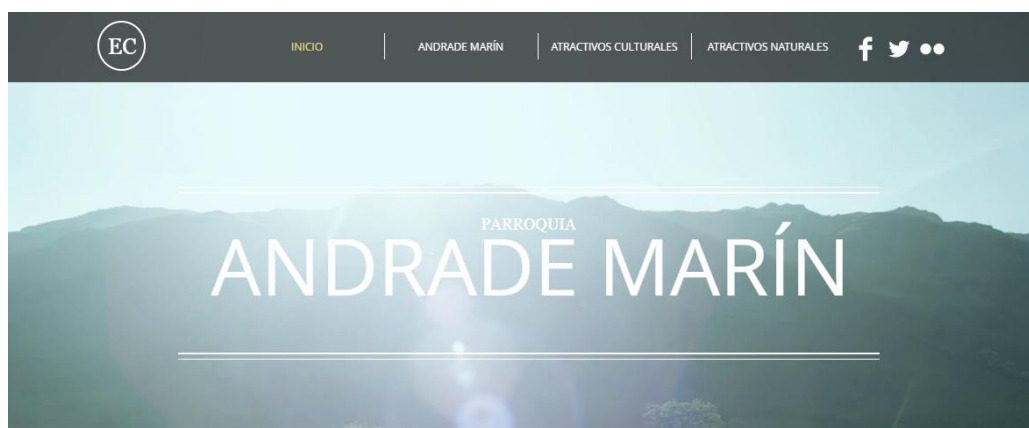 EC
INICIO
ANDRADE MARÍN
ATRACTIVOS CULTURALES
ATRACTIVOS NATURALES
PARROQUIA
ANDRADE MARÍN